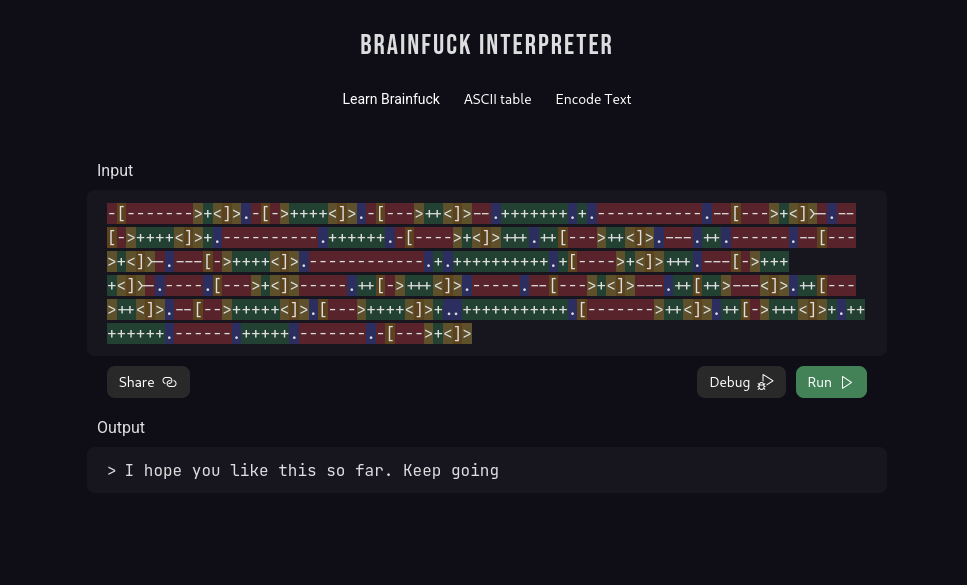 BRAINFUCK INTERPRETER
Learn Brainfuck ASCII table Encode Text
Input
-[------->+<]>.-[->++++<]>.-[--->++<]>--.+++++++.+.-----------.--[--->+<]>-.--
[->++++<]>+.----------.++++++.-[---->+<]>+++.++[--->++<]>.---.++.------.--[---
>+<]>-.---[->++++<]>.------------.+.++++++++++.+[---->+<]>+++.---[->+++
+<]>-.----.[--->+<]>-----.++[->+++<]>.-----.--[--->+<]>---.++[++>---<]>.++[---
>++<]>.--[-->+++++<]>.[--->++++<]>+..+++++++++++.[------->++<]>.++[->+++<]>+.++
++++++.------.+++++.-------.-[--->+<]>
Share Debug Run
Output
> I hope you like this so far. Keep going